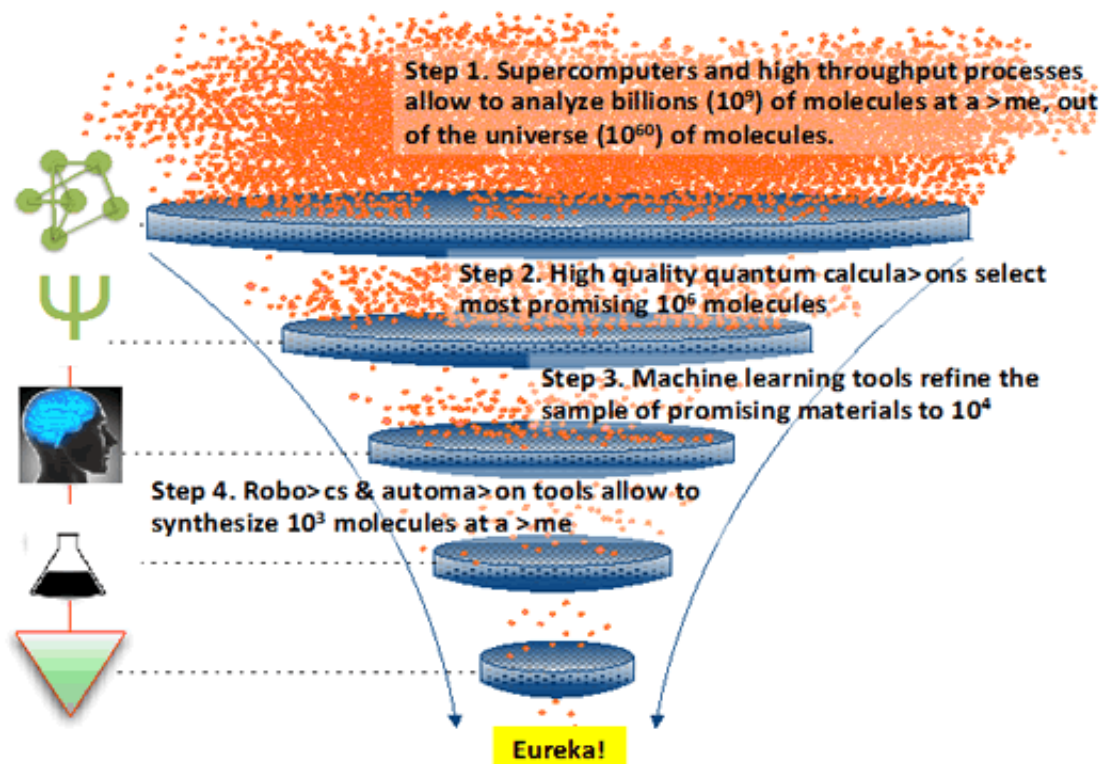 Step 1. Supercomputers and high throughput processes
allow to analyze billions (10⁹) of molecules at a >me, out
of the universe (10⁶⁰) of molecules.
Ψ
Step 2. High quality quantum calcula>ons select
most promising 10⁶ molecules
Step 3. Machine learning tools refine the
sample of promising materials to 10⁴
Step 4. Robo>cs & automa>on tools allow to
synthesize 10³ molecules at a >me
Eureka!